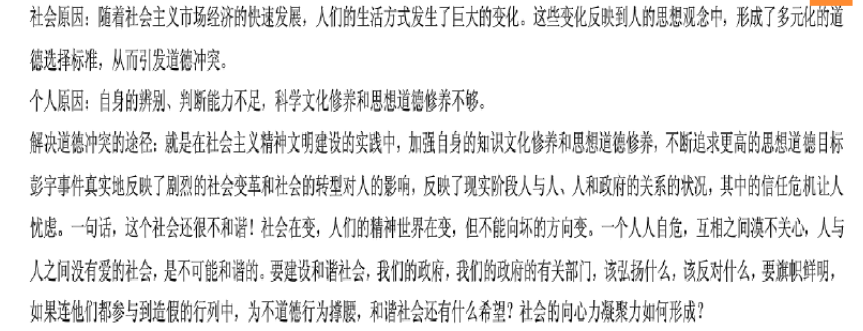 社会原因：随着社会主义市场经济的快速发展，人们的生活方式发生了巨大的变化。这些变化反映到人的思想观念中，形成了多元化的道
德选择标准，从而引发道德冲突。
个人原因：自身的辨别、判断能力不足，科学文化修养和思想道德修养不够。
解决道德冲突的途径：就是在社会主义精神文明建设的实践中，加强自身的知识文化修养和思想道德修养，不断追求更高的思想道德目标
彭宇事件真实地反映了剧烈的社会变革和社会的转型对人的影响，反映了现实阶段人与人、人和政府的关系的状况，其中的信任危机让人
忧虑。一句话，这个社会还很不和谐！社会在变，人们的精神世界在变，但不能向坏的方向变。一个人人自危，互相之间漠不关心，人与
人之间没有爱的社会，是不可能和谐的。要建设和谐社会，我们的政府，我们的政府的有关部门，该弘扬什么，该反对什么，要旗帜鲜明，
如果连他们都参与到造假的行列中，为不道德行为撑腰，和谐社会还有什么希望？社会的向心力凝聚力如何形成？